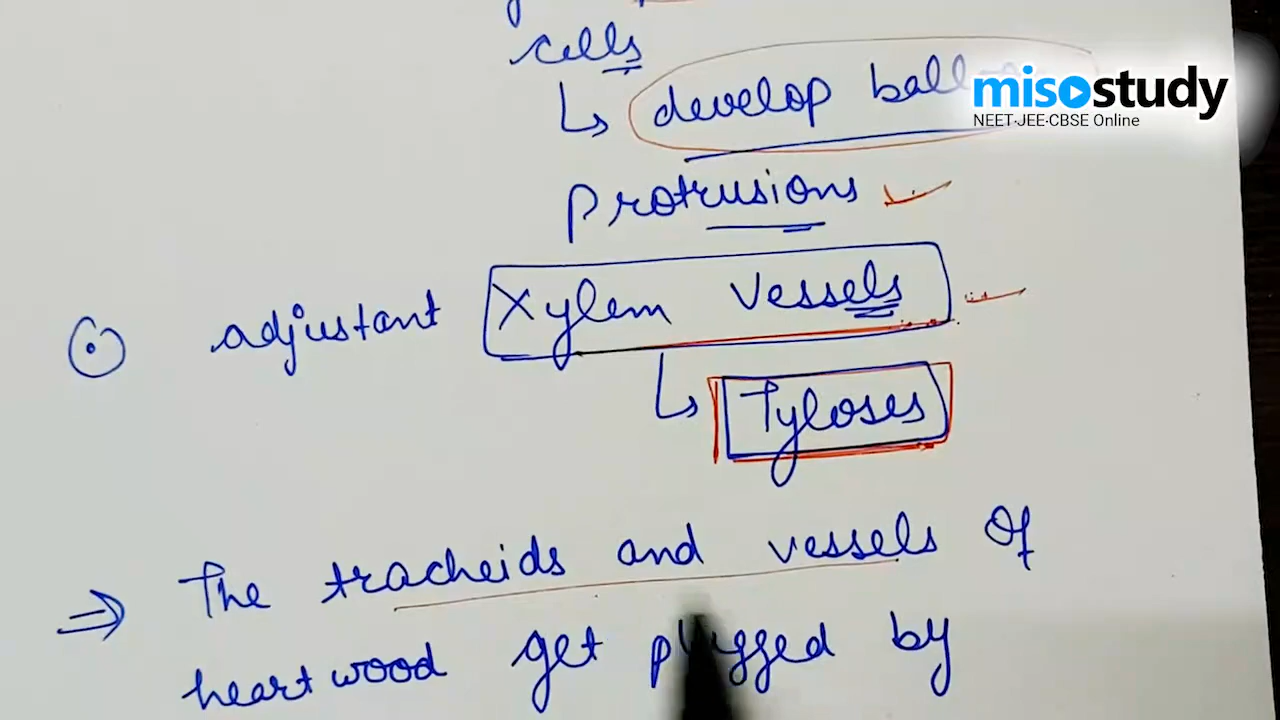 cells
↳ develop
misostudy
NEET·JEE·CBSE Online
Protrusions ✓
⊙ adjustant Xylem Vessels
↳ Tyloses
⇒ The tracheids and vessels Of
heartwood get plugged by